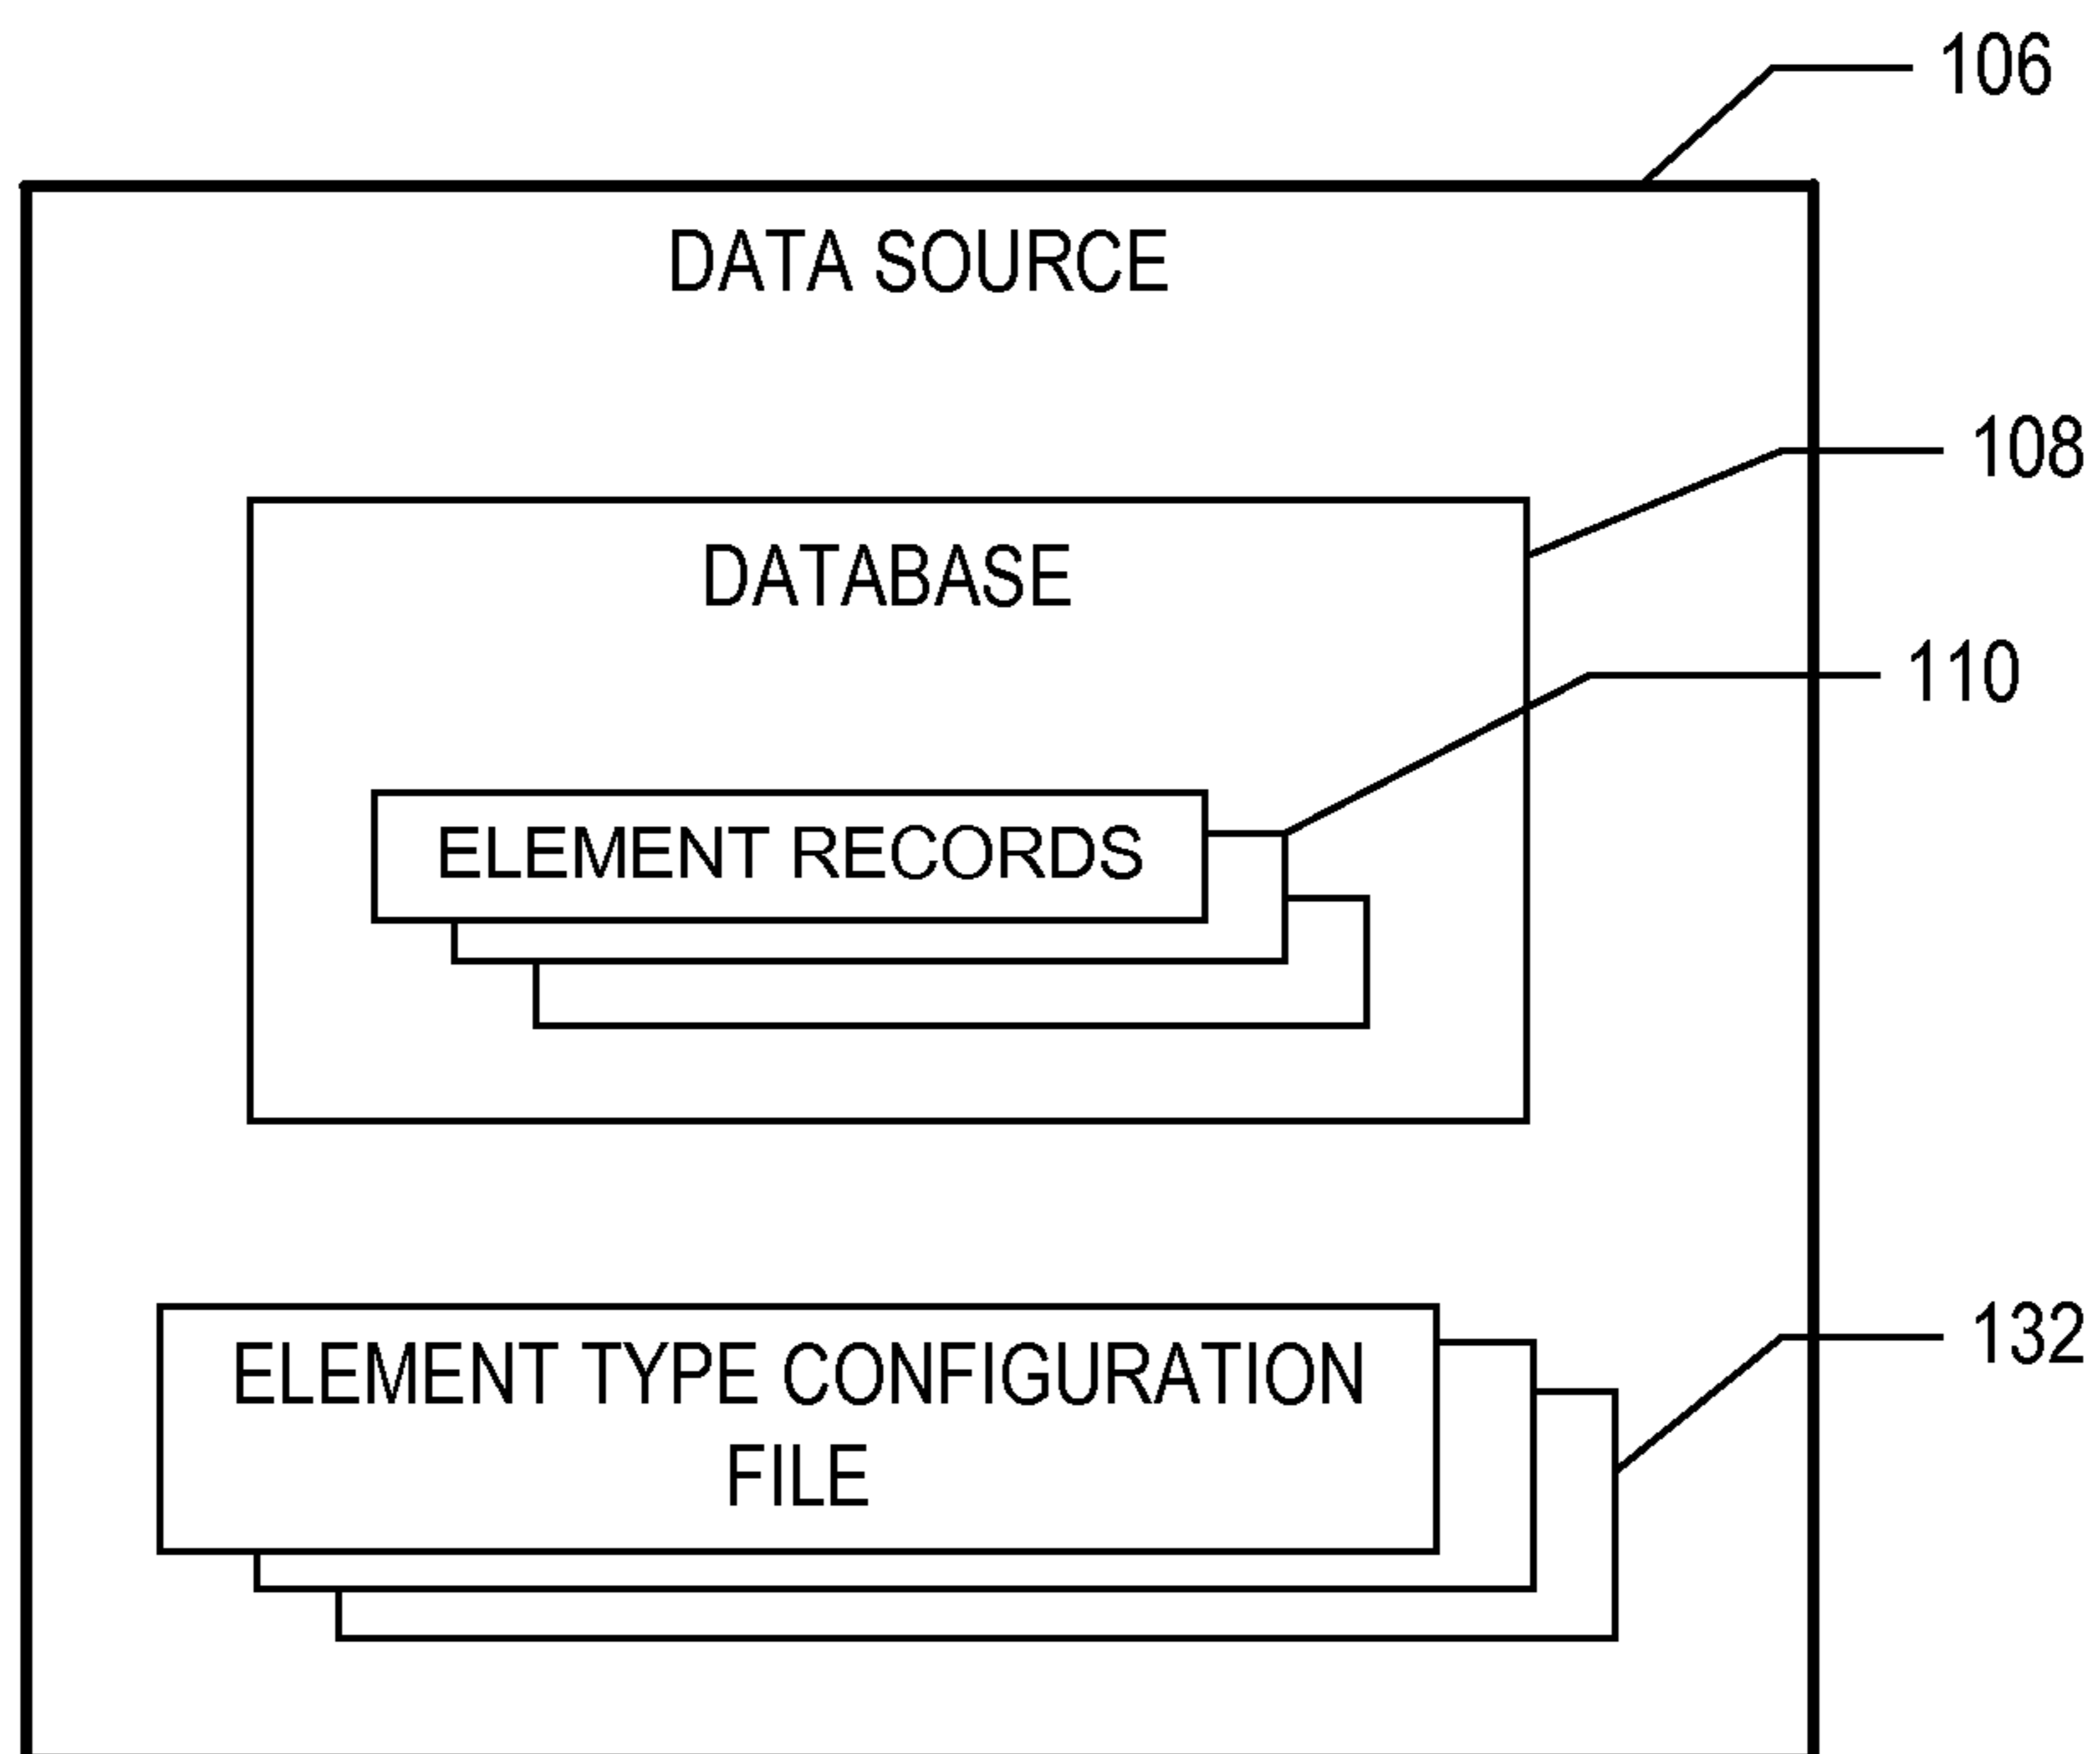 106
DATA SOURCE
108
DATABASE
110
ELEMENT RECORDS
132
ELEMENT TYPE CONFIGURATION
FILE